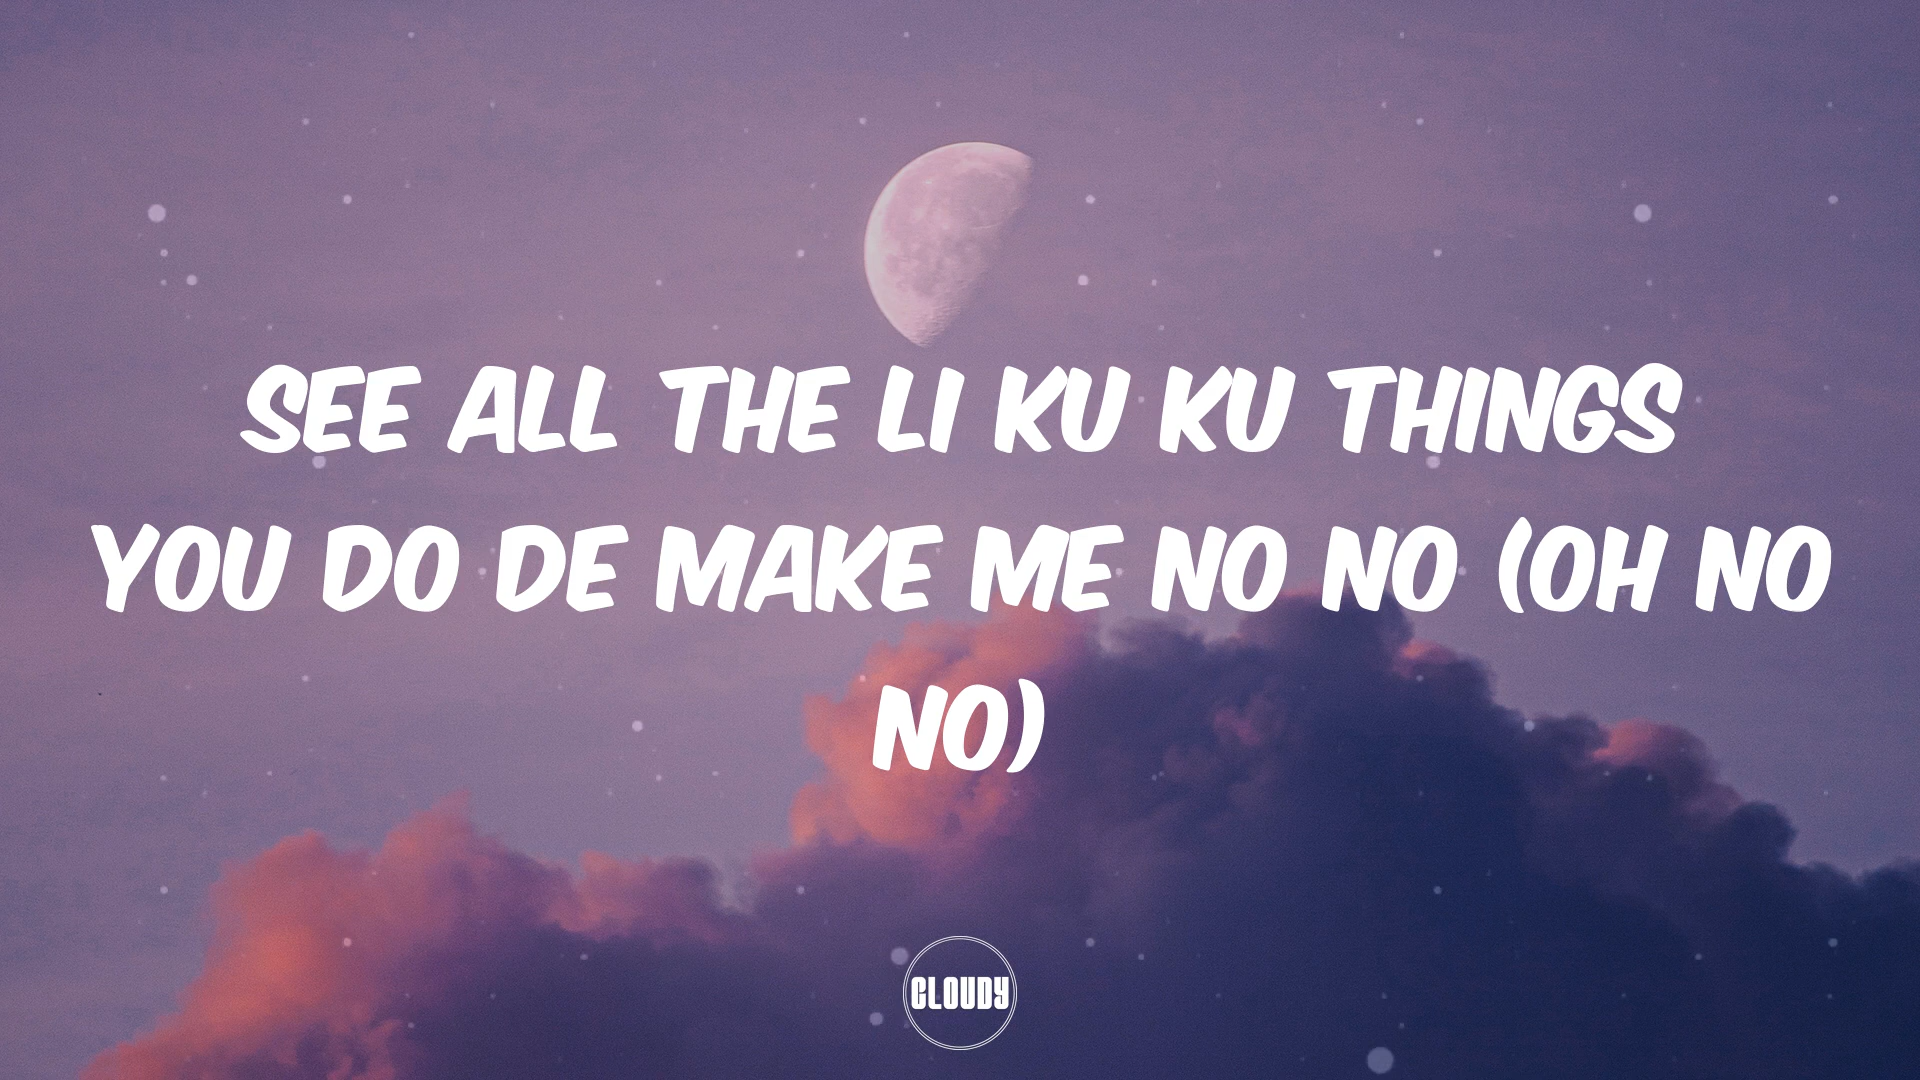 SEE ALL THE LI KU KU THINGS
YOU DO DE MAKE ME NO NO (OH NO
NO)
CLOUDY